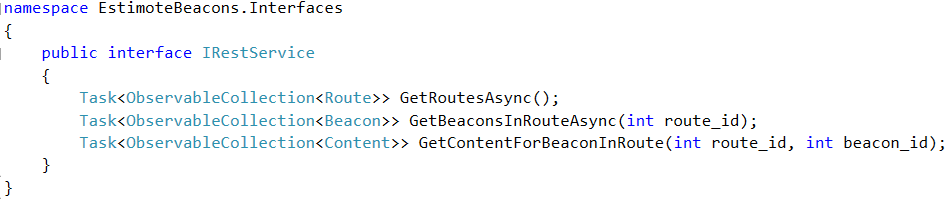 namespace EstimoteBeacons.Interfaces
{
    public interface IRestService
    {
        Task<ObservableCollection<Route>> GetRoutesAsync();
        Task<ObservableCollection<Beacon>> GetBeaconsInRouteAsync(int route_id);
        Task<ObservableCollection<Content>> GetContentForBeaconInRoute(int route_id, int beacon_id);
    }
}